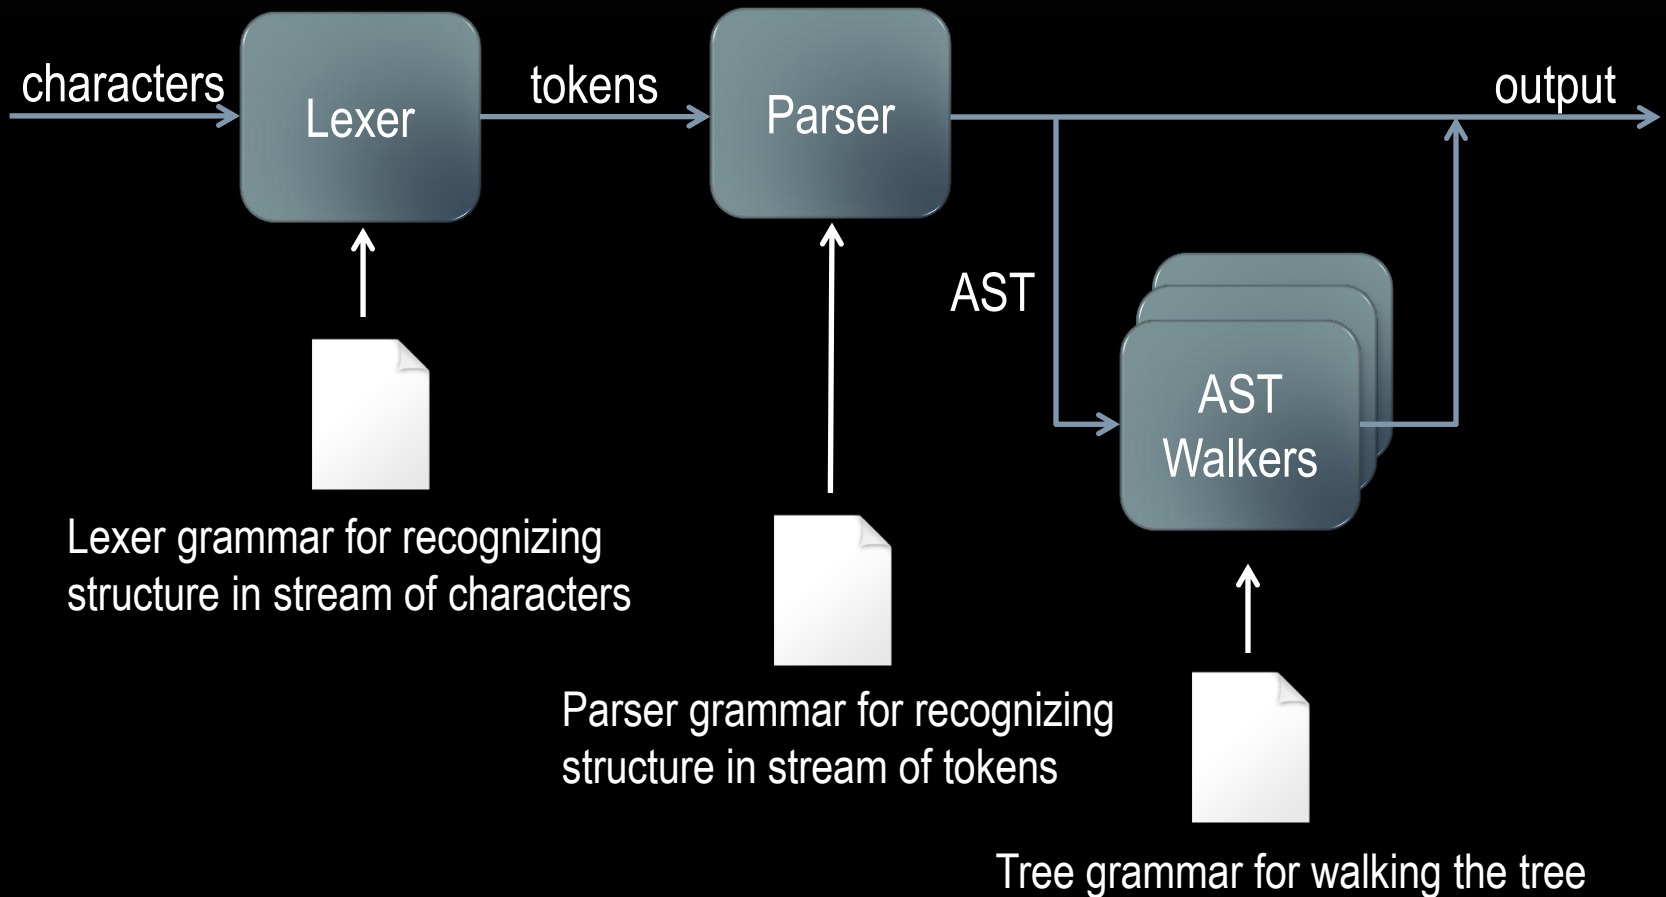 characters
Lexer
tokens
Parser
output
AST
AST
Walkers
Lexer grammar for recognizing
structure in stream of characters
Parser grammar for recognizing
structure in stream of tokens
Tree grammar for walking the tree